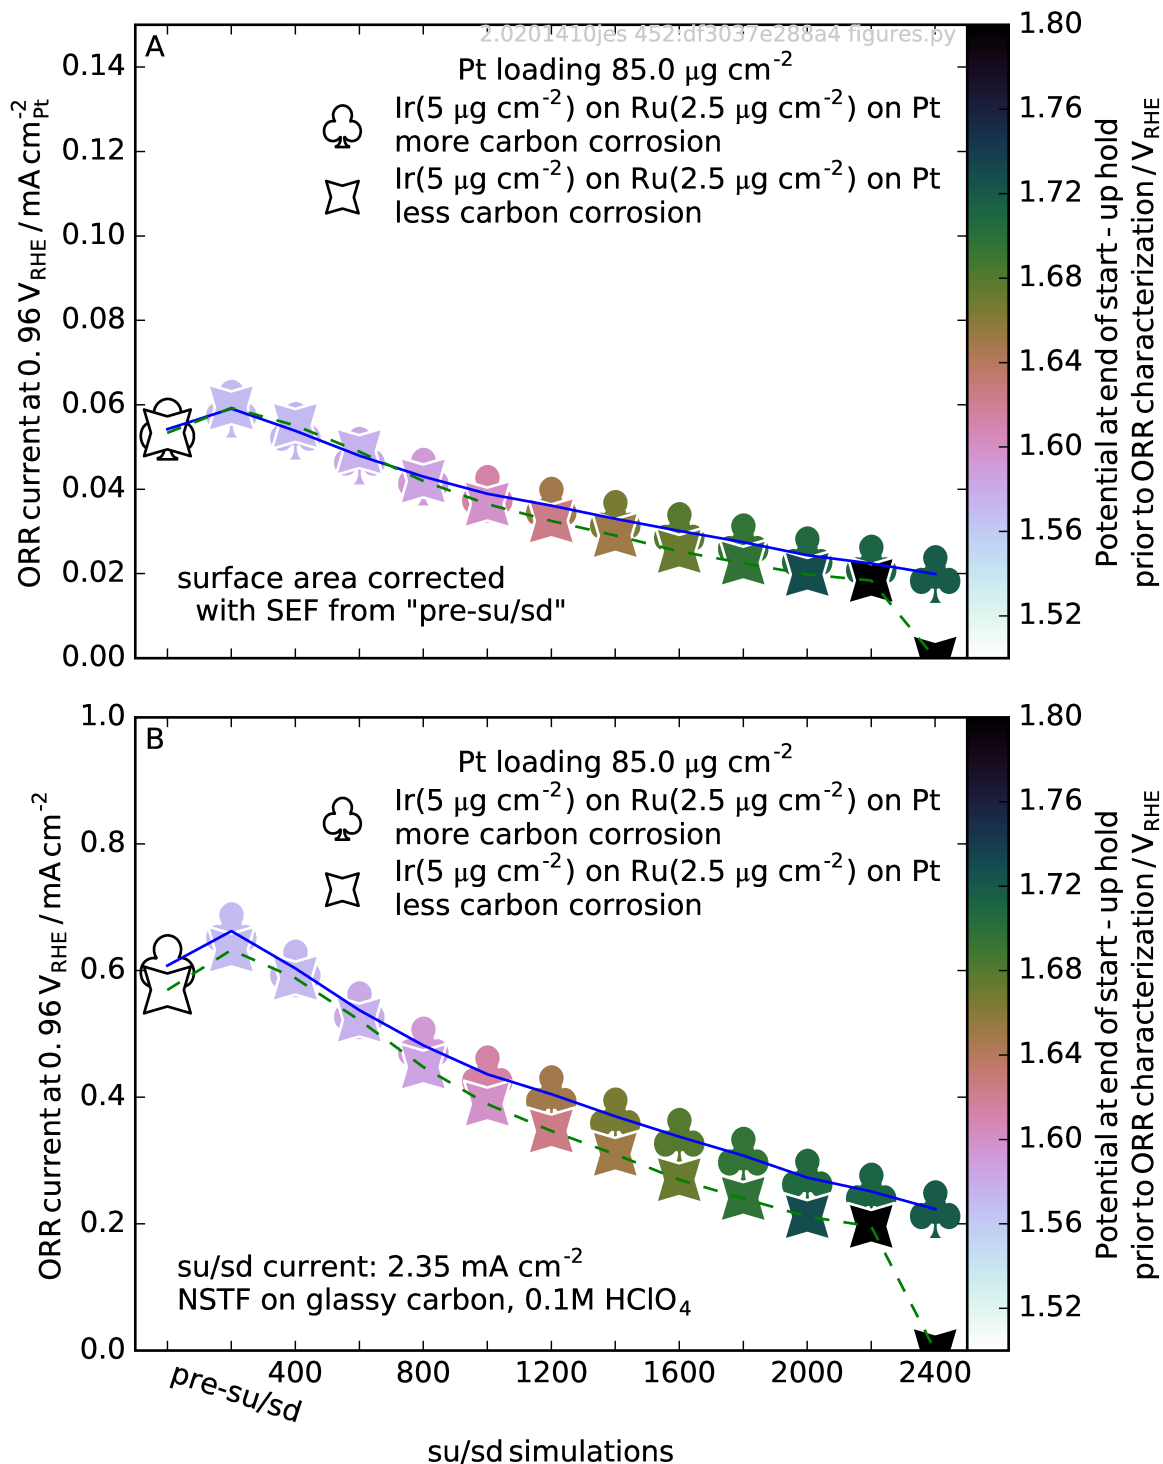 2.0201410jes 452:df3037e288a4 figures.py
A
Pt loading 85.0 μg cm-2
Ir(5 μg cm-2) on Ru(2.5 μg cm-2) on Pt
more carbon corrosion
Ir(5 μg cm-2) on Ru(2.5 μg cm-2) on Pt
less carbon corrosion
surface area corrected
with SEF from "pre-su/sd"
ORR current at 0.96 VRHE / mA cm-2Pt
0.14
0.12
0.10
0.08
0.06
0.04
0.02
0.00
1.80
1.76
1.72
1.68
1.64
1.60
1.56
1.52
Potential at end of start-up hold
prior to ORR characterization / VRHE
B
Pt loading 85.0 μg cm-2
Ir(5 μg cm-2) on Ru(2.5 μg cm-2) on Pt
more carbon corrosion
Ir(5 μg cm-2) on Ru(2.5 μg cm-2) on Pt
less carbon corrosion
su/sd current: 2.35 mA cm-2
NSTF on glassy carbon, 0.1M HClO4
ORR current at 0.96 VRHE / mA cm-2
1.0
0.8
0.6
0.4
0.2
0.0
1.80
1.76
1.72
1.68
1.64
1.60
1.56
1.52
Potential at end of start-up hold
prior to ORR characterization / VRHE
pre-su/sd 400 800 1200 1600 2000 2400
su/sd simulations